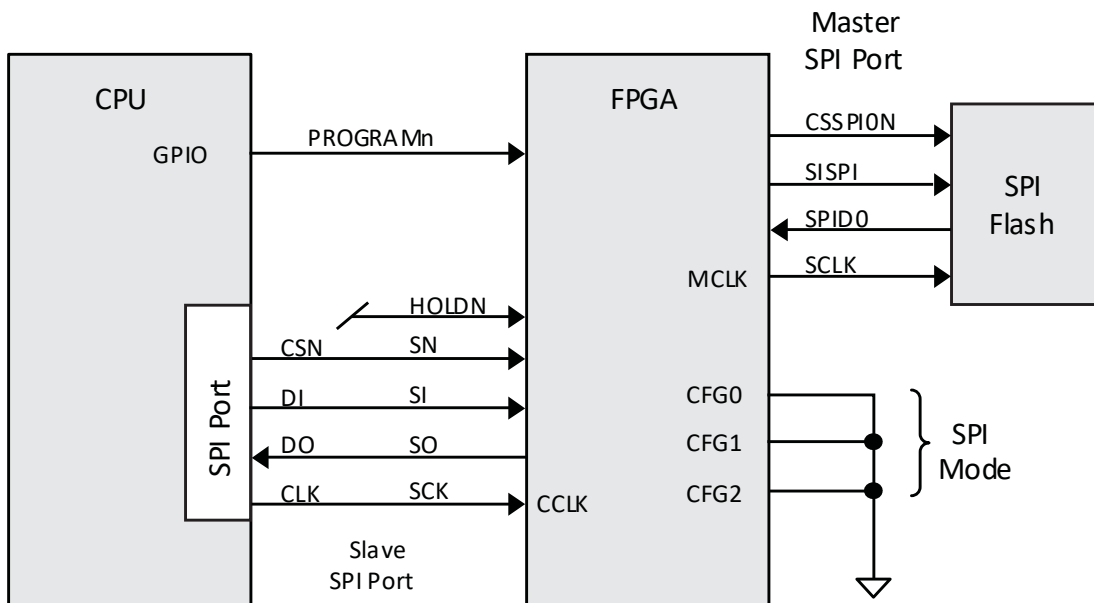 Master
SPI Port
CPU
FPGA
GPIO
PROGRAMn
CSSPI0N
SISPI
SPID0
MCLK
SCLK
SPI
Flash
HOLDN
SPI Port
CSN
SN
DI
SI
DO
SO
CLK
SCK
CCLK
CFG0
CFG1
CFG2
SPI
Mode
Slave
SPI Port